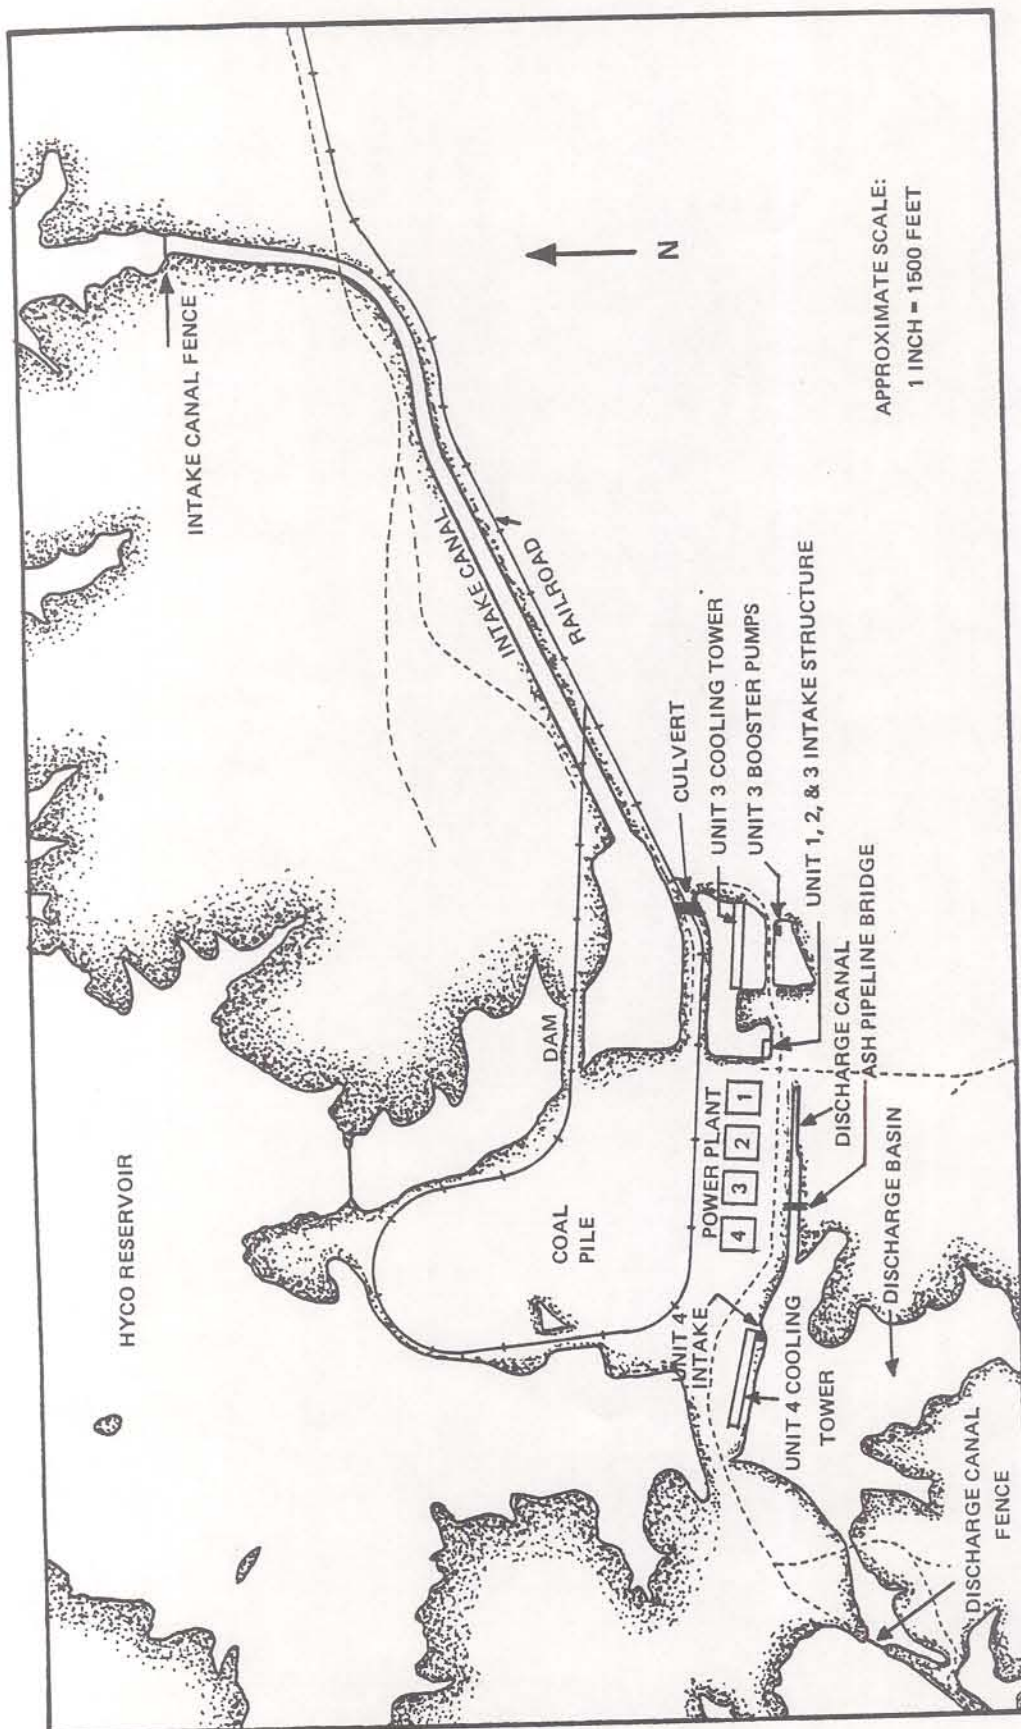 HYCO RESERVOIR
INTAKE CANAL FENCE
INTAKE CANAL
RAILROAD
N
APPROXIMATE SCALE:
1 INCH = 1500 FEET
DAM
COAL
PILE
CULVERT
UNIT 3 COOLING TOWER
UNIT 3 BOOSTER PUMPS
UNIT 1, 2, & 3 INTAKE STRUCTURE
POWER PLANT
4 3 2 1
DISCHARGE CANAL
ASH PIPELINE BRIDGE
UNIT 4
INTAKE
UNIT 4 COOLING
TOWER
DISCHARGE BASIN
DISCHARGE CANAL
FENCE